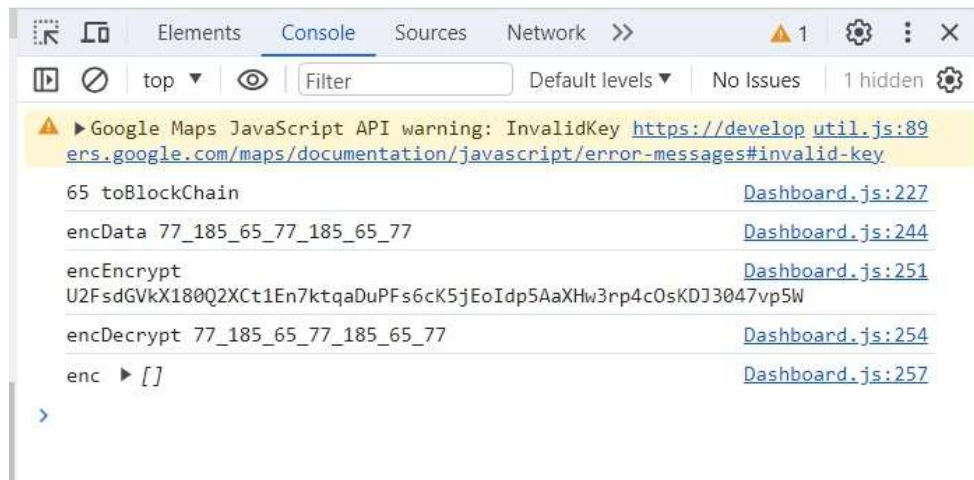 Elements Console Sources Network >> 1
top ▼ Filter Default levels ▼ No Issues 1 hidden
▶Google Maps JavaScript API warning: InvalidKey https://develop util.js:89
ers.google.com/maps/documentation/javascript/error-messages#invalid-key
65 toBlockChain Dashboard.js:227
encData 77_185_65_77_185_65_77 Dashboard.js:244
encEncrypt Dashboard.js:251
U2FsdGVkX180Q2XCt1En7ktqaDuPFs6cK5jEoIdp5AaXHw3rp4cOsKDJ3047vp5W
encDecrypt 77_185_65_77_185_65_77 Dashboard.js:254
enc ▶ [] Dashboard.js:257
>